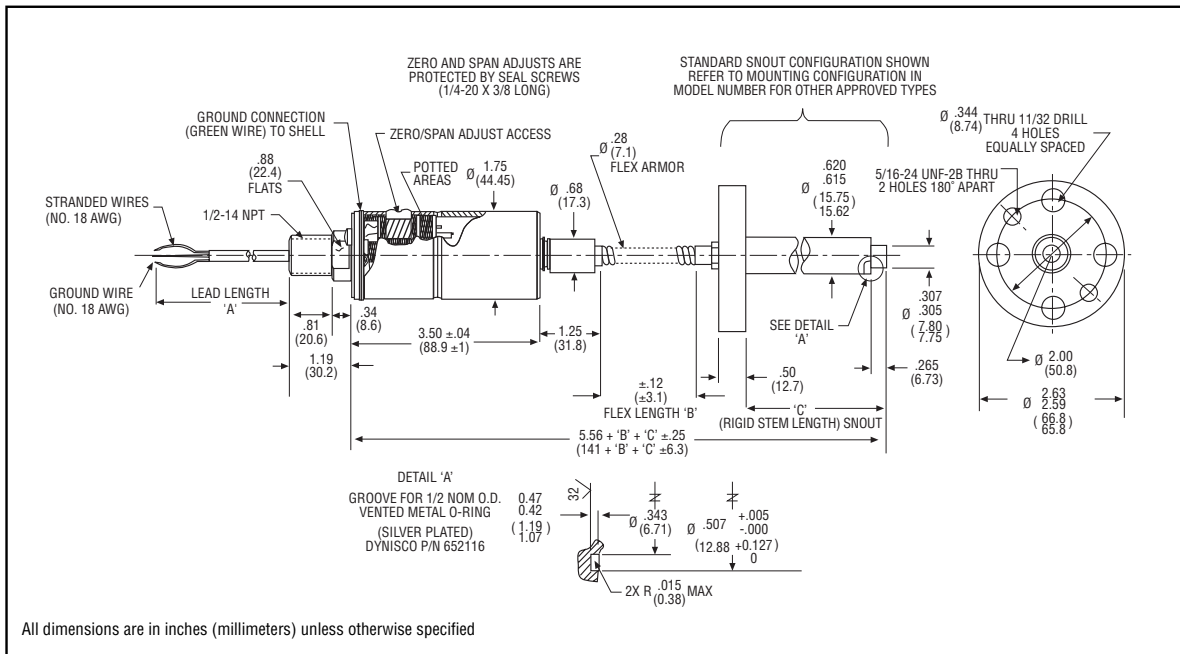 ZERO AND SPAN ADJUSTS ARE
PROTECTED BY SEAL SCREWS
(1/4-20 X 3/8 LONG)
STANDARD SNOUT CONFIGURATION SHOWN
REFER TO MOUNTING CONFIGURATION IN
MODEL NUMBER FOR OTHER APPROVED TYPES
GROUND CONNECTION
(GREEN WIRE) TO SHELL
ZERO/SPAN ADJUST ACCESS
.88
(22.4)
FLATS
POTTED
AREAS
Ø 1.75
(44.45)
Ø .28
(7.1)
FLEX ARMOR
Ø .68
(17.3)
.620
.615
Ø
(15.75)
15.62
Ø .344
(8.74)
THRU 11/32 DRILL
4 HOLES
EQUALLY SPACED
5/16-24 UNF-2B THRU
2 HOLES 180° APART
STRANDED WIRES
(NO. 18 AWG)
1/2-14 NPT
GROUND WIRE
(NO. 18 AWG)
LEAD LENGTH
'A'
.81
(20.6)
.34
(8.6)
1.19
(30.2)
3.50 ±.04
(88.9 ±1)
1.25
(31.8)
±.12
(±3.1)
FLEX LENGTH 'B'
.50
(12.7)
SEE DETAIL
'A'
'C'
(RIGID STEM LENGTH) SNOUT
.307
.305
Ø
(7.80
7.75)
.265
(6.73)
Ø 2.00
(50.8)
2.63
Ø 2.59
(66.8
65.8)
5.56 + 'B' + 'C' ±.25
(141 + 'B' + 'C' ±6.3)
DETAIL 'A'
GROOVE FOR 1/2 NOM O.D.
VENTED METAL O-RING
(SILVER PLATED)
DYNISCO P/N 652116
0.47
0.42
(1.19)
1.07
32
Ø .343
(6.71)
Ø .507 +.005
-.000
(12.88 +0.127)
0
2X R .015
(0.38) MAX
All dimensions are in inches (millimeters) unless otherwise specified